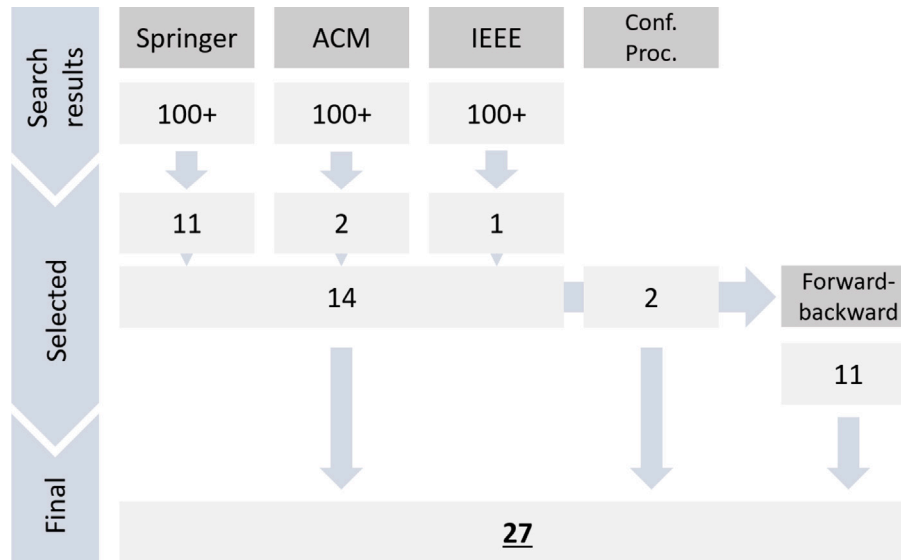 Search
results
Springer
ACM
IEEE
Conf.
Proc.
100+
100+
100+
Selected
11
2
1
14
2
Forward-
backward
11
Final
27